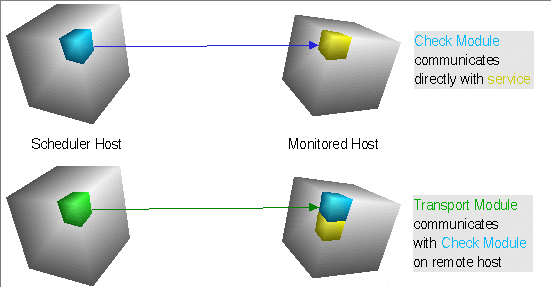 Check Module
communicates
directly with service
Scheduler Host
Monitored Host
Transport Module
communicates
with Check Module
on remote host